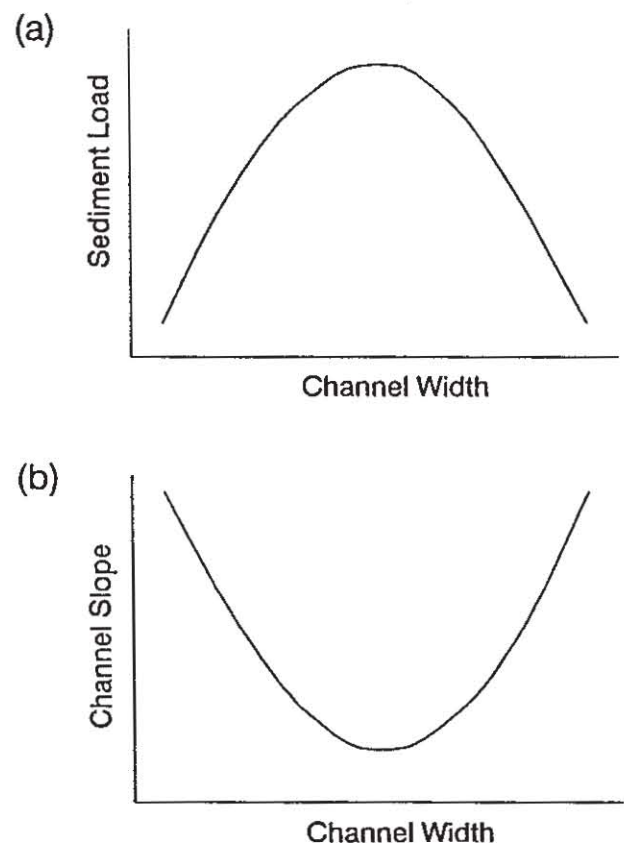 (a)
Sediment Load
Channel Width
(b)
Channel Slope
Channel Width